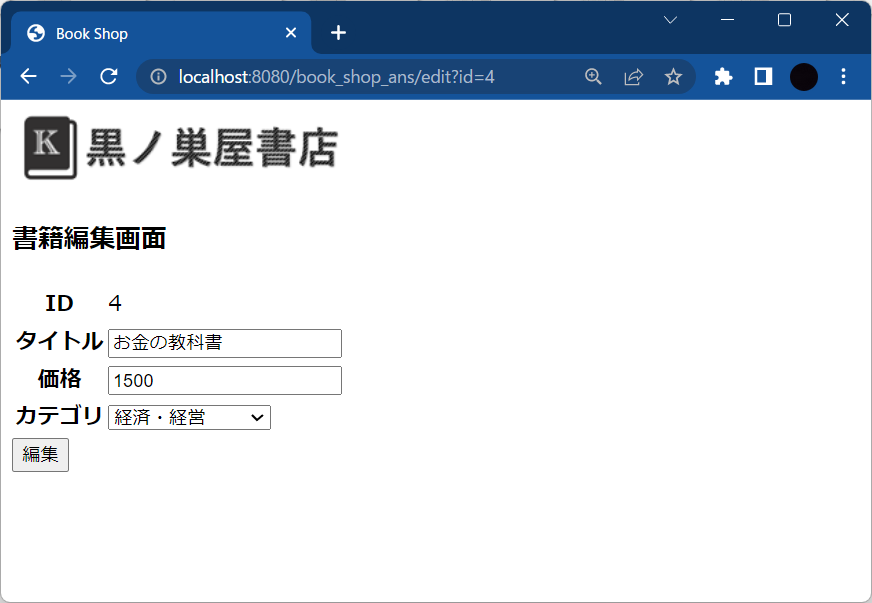 Book Shop
localhost:8080/book_shop_ans/edit?id=4
K 黒ノ巣屋書店
書籍編集画面
ID 4
タイトル お金の教科書
価格 1500
カテゴリ 経済・経営
編集